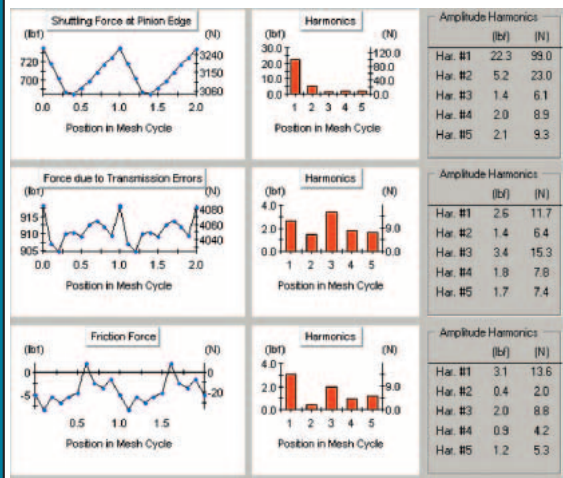 Shuttling Force at Pinion Edge
(lbf) (N)
720
700
3240
3150
3060
0.0 0.5 1.0 1.5 2.0
Position in Mesh Cycle
Harmonics
(lbf) (N)
30.0
20.0
10.0
0.0
120.0
80.0
40.0
0.0
1 2 3 4 5
Position in Mesh Cycle
Amplitude Harmonics
(lbf) (N)
Har. #1 22.3 99.0
Har. #2 5.2 23.0
Har. #3 1.4 6.1
Har. #4 2.0 8.9
Har. #5 2.1 9.3
Force due to Transmission Errors
(lbf) (N)
915
910
905
4080
4060
4040
0.0 0.5 1.0 1.5 2.0
Position in Mesh Cycle
Harmonics
(lbf) (N)
4.0
2.0
0.0
9.0
0.0
1 2 3 4 5
Position in Mesh Cycle
Amplitude Harmonics
(lbf) (N)
Har. #1 2.6 11.7
Har. #2 1.4 6.4
Har. #3 3.4 15.3
Har. #4 1.8 7.8
Har. #5 1.7 7.4
Friction Force
(lbf) (N)
0
-5
0
-20
0.5 1.0 1.5
Position in Mesh Cycle
Harmonics
(lbf) (N)
4.0
2.0
0.0
9.0
0.0
1 2 3 4 5
Position in Mesh Cycle
Amplitude Harmonics
(lbf) (N)
Har. #1 3.1 13.6
Har. #2 0.4 2.0
Har. #3 2.0 8.8
Har. #4 0.9 4.2
Har. #5 1.2 5.3